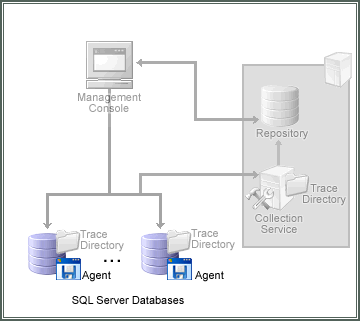 Management
Console
Repository
Trace
Directory
Collection
Service
Trace
Directory
Agent
...
Trace
Directory
Agent
SQL Server Databases